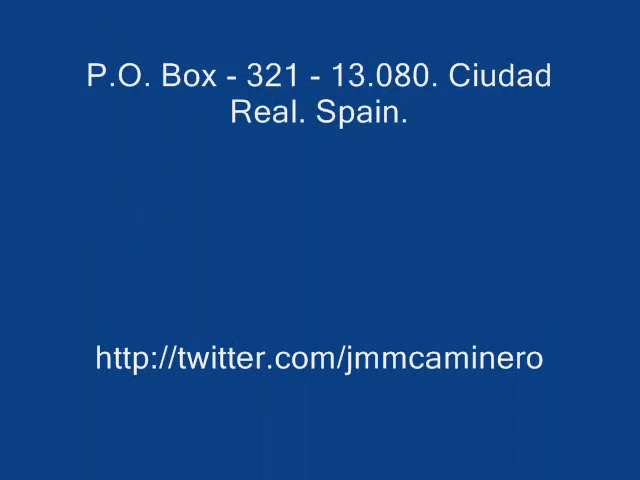 P.O. Box - 321 - 13.080. Ciudad
Real. Spain.
http://twitter.com/jmmcaminero